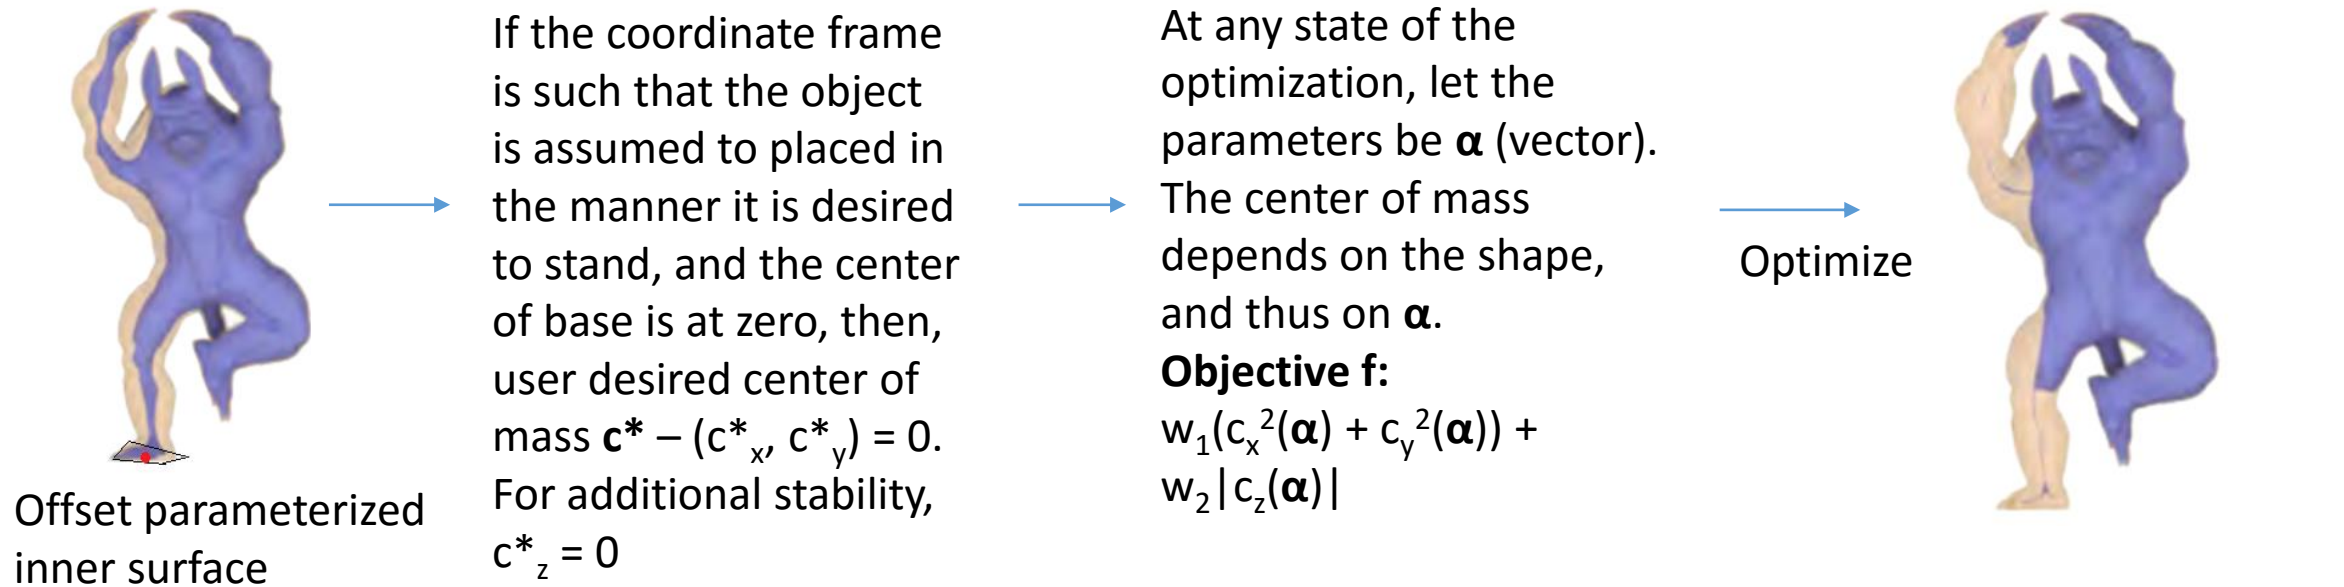 Offset parameterized
inner surface
If the coordinate frame
is such that the object
is assumed to placed in
the manner it is desired
to stand, and the center
of base is at zero, then,
user desired center of
mass c* – (c*ₓ, c*ᵧ) = 0.
For additional stability,
c*z = 0
At any state of the
optimization, let the
parameters be α (vector).
The center of mass
depends on the shape,
and thus on α.
Objective f:
w₁(cₓ²(α) + cᵧ²(α)) +
w₂|c_z(α)|
Optimize